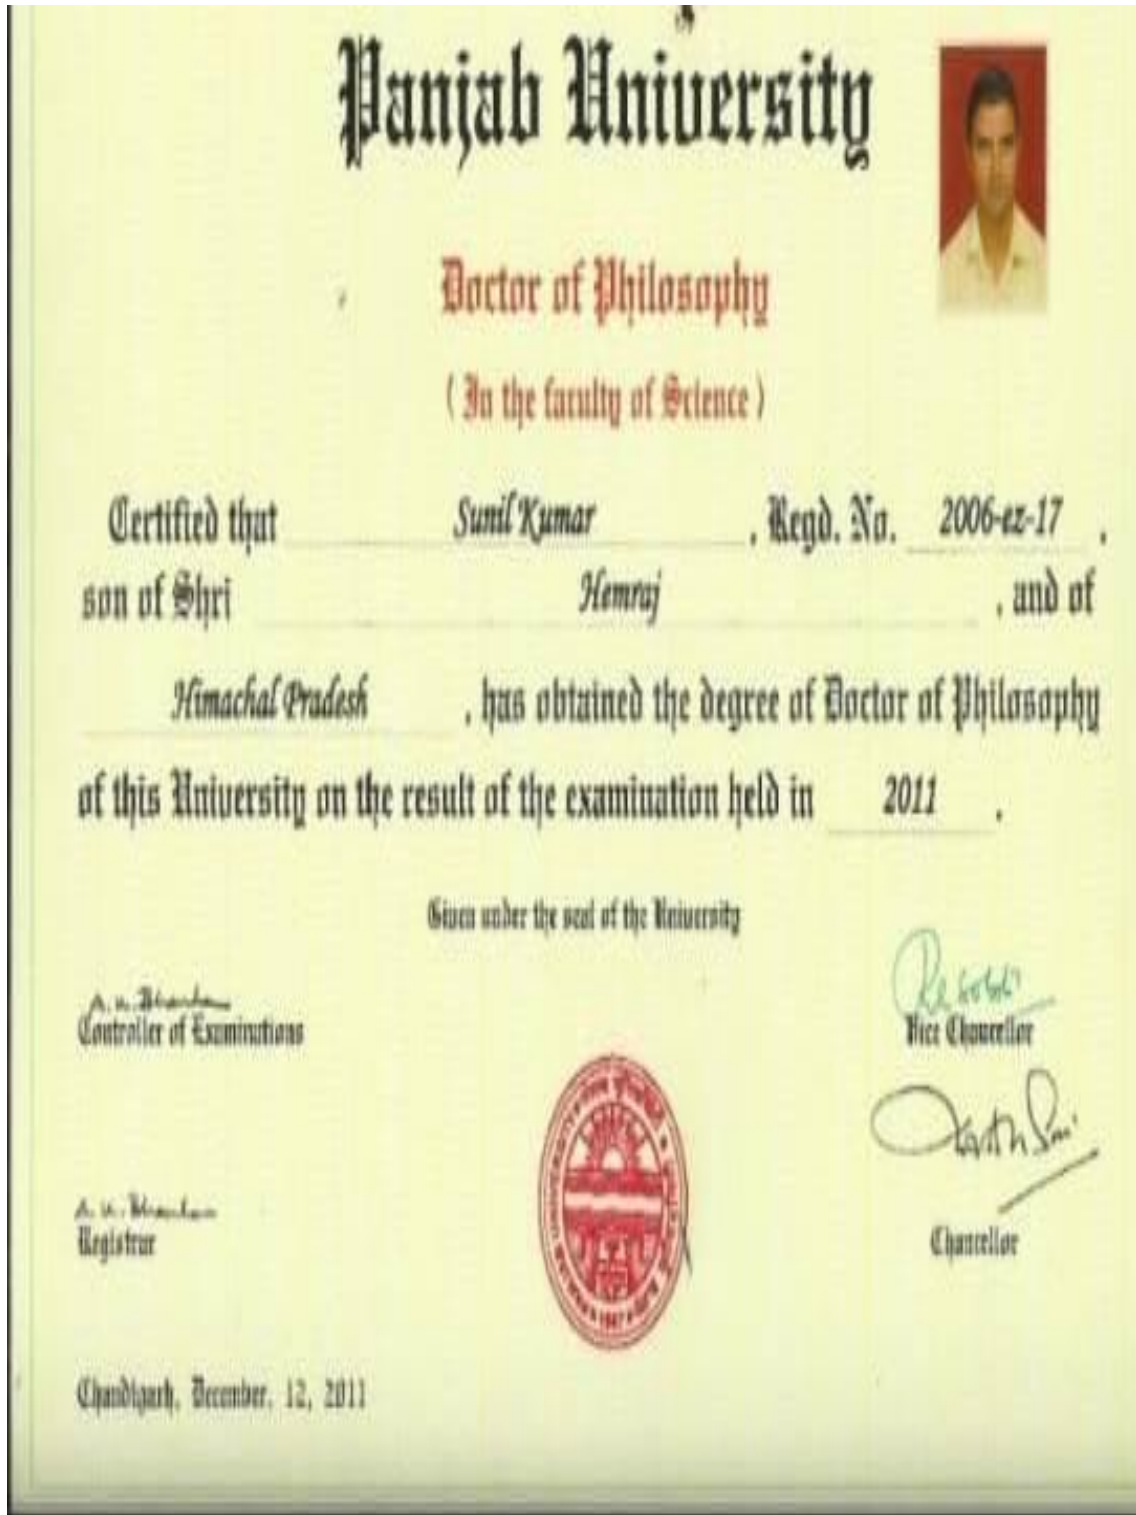 Panjab University
Doctor of Philosophy
( In the faculty of Science )
Certified that Sunil Kumar , Regd. No. 2006-ez-17 ,
son of Shri Hemraj , and of
Himachal Pradesh , has obtained the degree of Doctor of Philosophy
of this University on the result of the examination held in 2011 .
Given under the seal of the University
Controller of Examinations
Vice Chancellor
Registrar
Chancellor
Chandigarh, December. 12, 2011